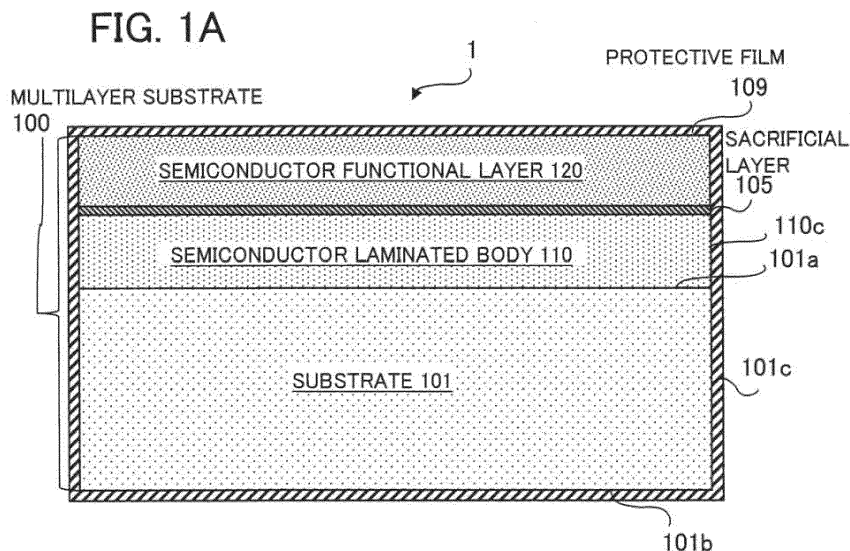 FIG. 1A
1
PROTECTIVE FILM
109
MULTILAYER SUBSTRATE
100
SACRIFICIAL
LAYER
105
SEMICONDUCTOR FUNCTIONAL LAYER 120
110c
SEMICONDUCTOR LAMINATED BODY 110
101a
SUBSTRATE 101
101c
101b